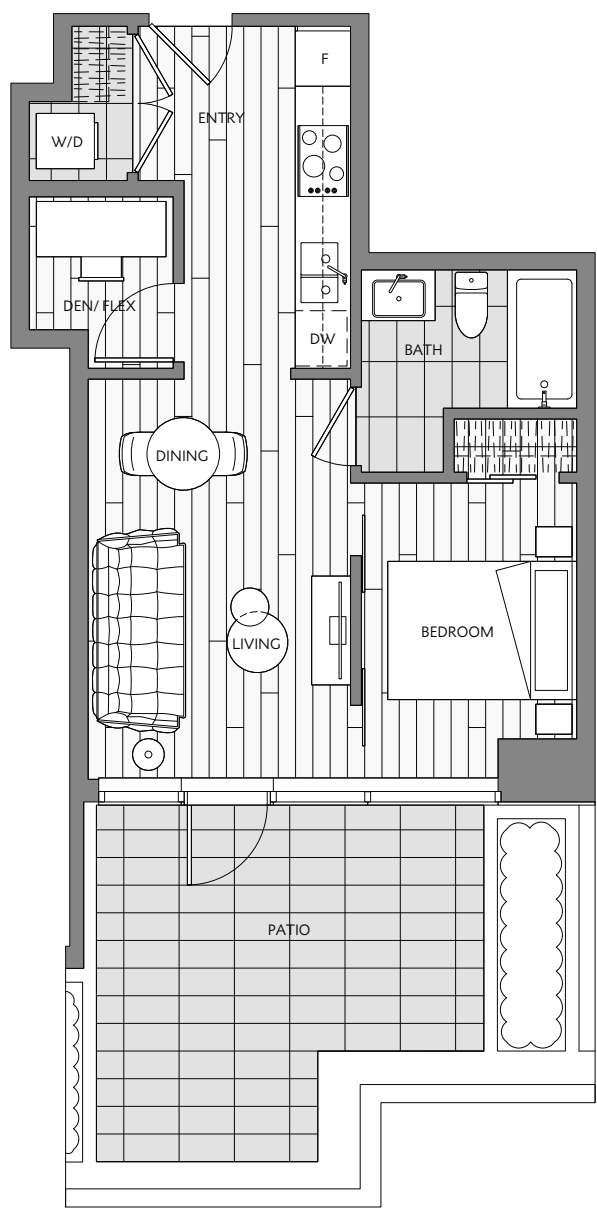 F
ENTRY
W/D
DEN/ FLEX
DW
BATH
DINING
BEDROOM
LIVING
PATIO